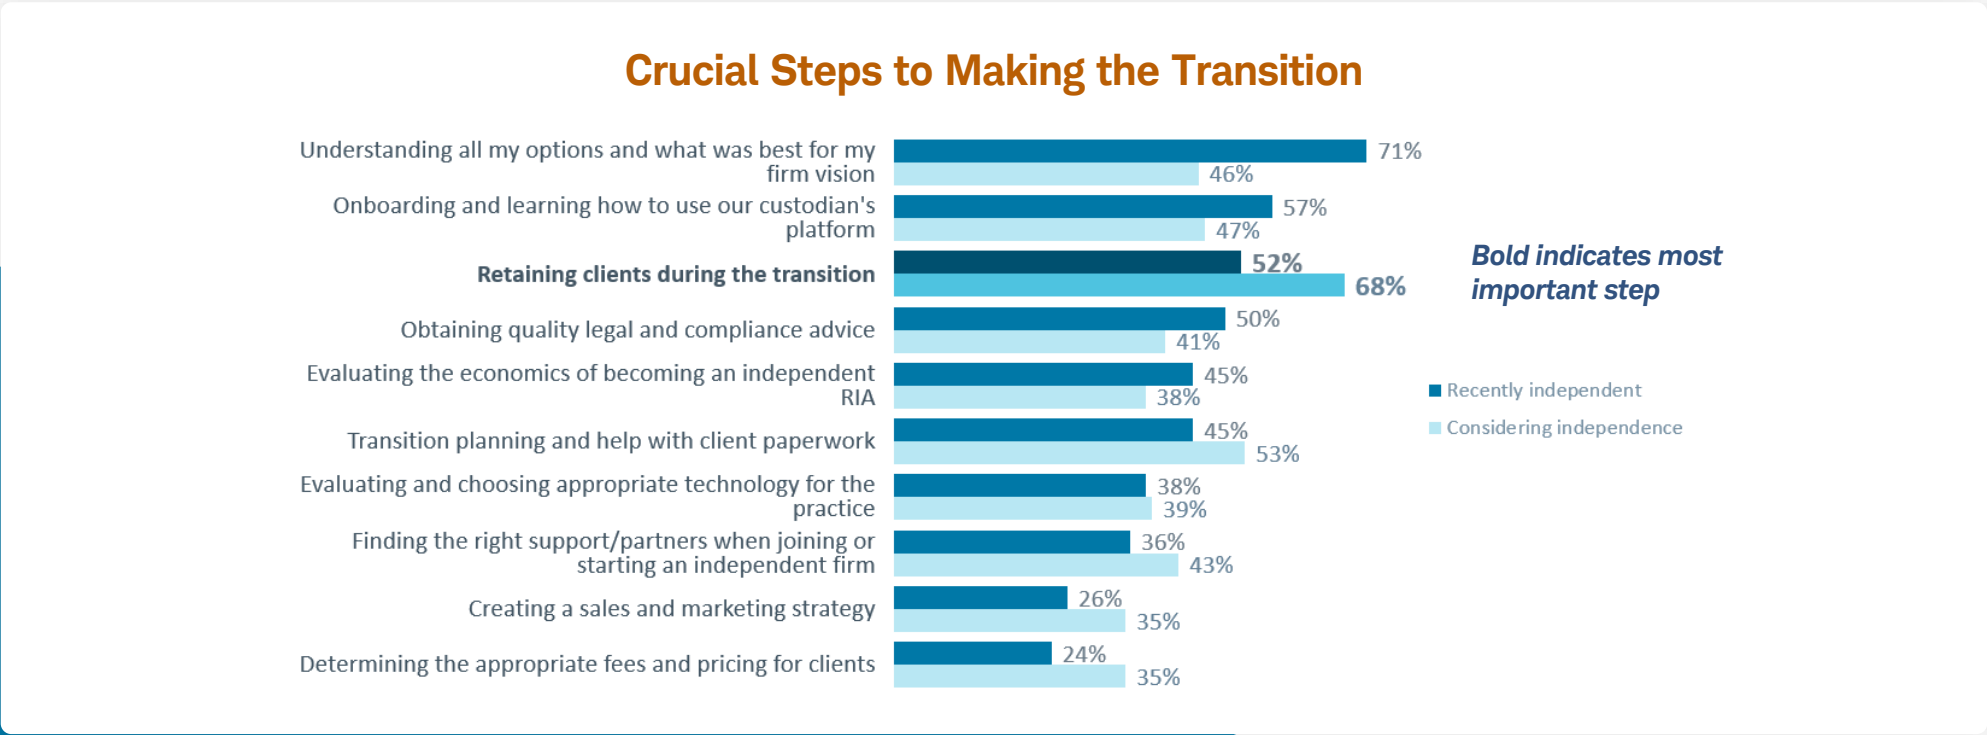 Crucial Steps to Making the Transition
Understanding all my options and what was best for my
firm vision
71%
46%
Onboarding and learning how to use our custodian's
platform
57%
47%
Retaining clients during the transition
52%
68%
Bold indicates most
important step
Obtaining quality legal and compliance advice
50%
41%
Evaluating the economics of becoming an independent
RIA
45%
38%
Recently independent
Considering independence
Transition planning and help with client paperwork
45%
53%
Evaluating and choosing appropriate technology for the
practice
38%
39%
Finding the right support/partners when joining or
starting an independent firm
36%
43%
Creating a sales and marketing strategy
26%
35%
Determining the appropriate fees and pricing for clients
24%
35%